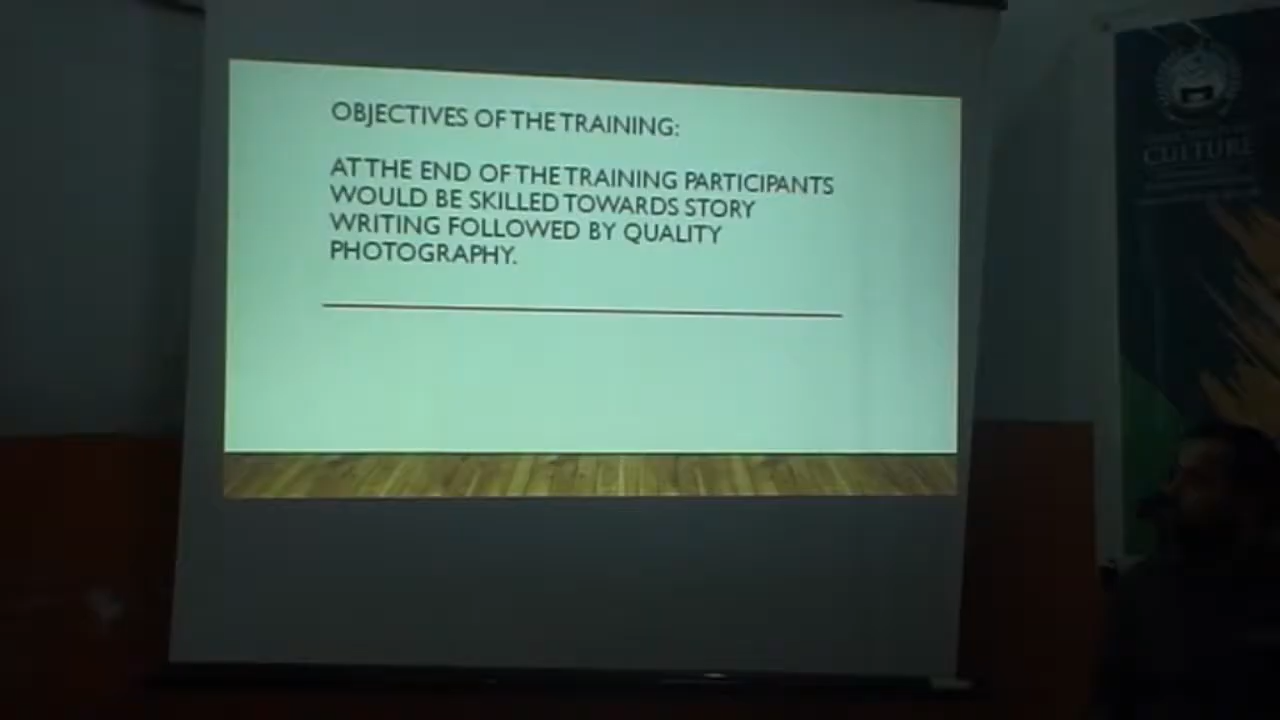 OBJECTIVES OF THE TRAINING:
AT THE END OF THE TRAINING PARTICIPANTS
WOULD BE SKILLED TOWARDS STORY
WRITING FOLLOWED BY QUALITY
PHOTOGRAPHY.
CULTURE